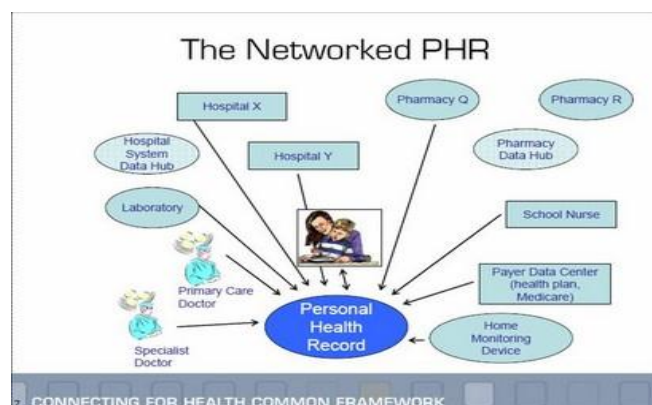 The Networked PHR
Hospital X
Pharmacy Q
Pharmacy R
Hospital
System
Data Hub
Hospital Y
Pharmacy
Data Hub
Laboratory
School Nurse
Primary Care
Doctor
Payer Data Center
(health plan,
Medicare)
Personal
Health
Record
Specialist
Doctor
Home
Monitoring
Device
7 CONNECTING FOR HEALTH COMMON FRAMEWORK